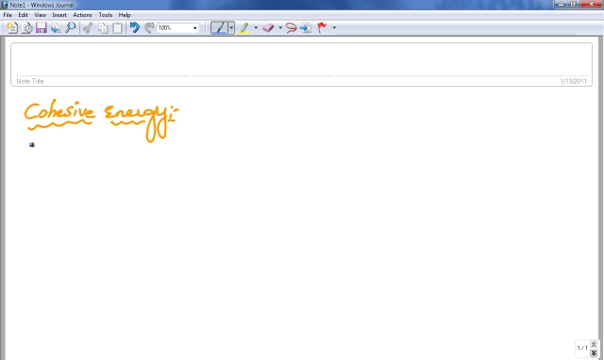 Note1 - Windows Journal
File Edit View Insert Actions Tools Help
100%
Note Title
1/13/2011
Cohesive Energy:-
1 / 1